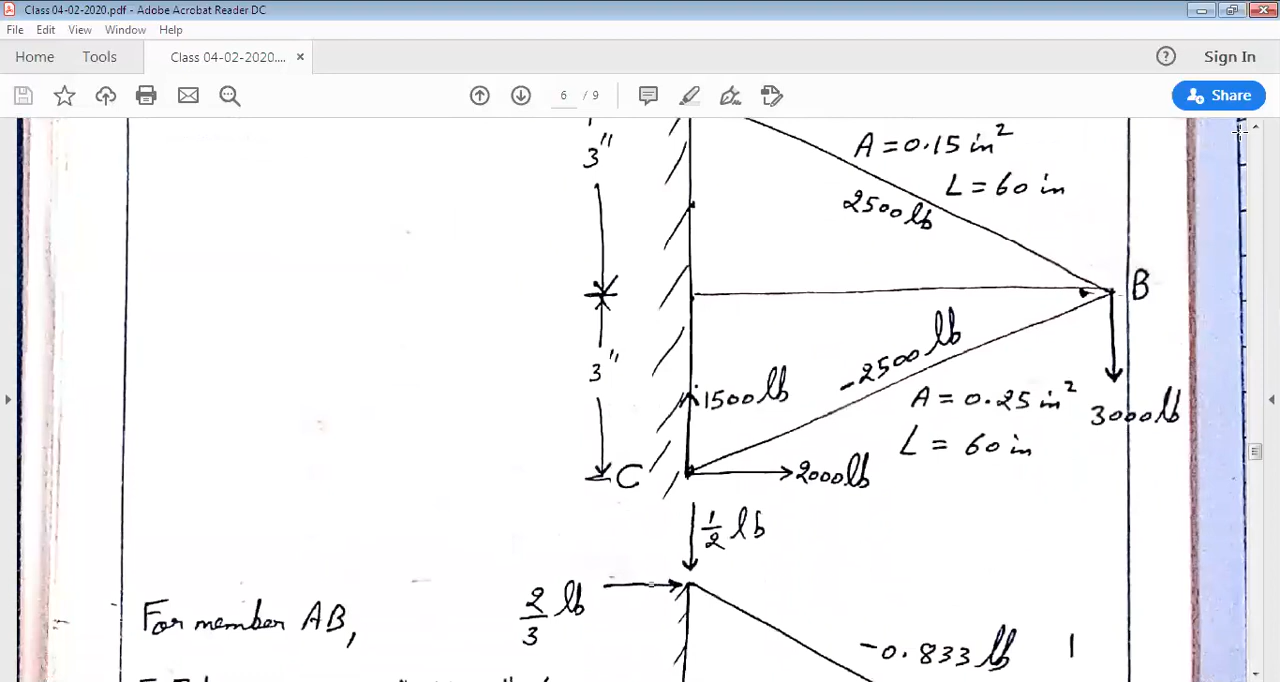 Class 04-02-2020.pdf - Adobe Acrobat Reader DC
File Edit View Window Help
Home Tools Class 04-02-2020.... × ? Sign In
6 / 9 Share
3"
A = 0.15 in²
L = 60 in
2500 lb
B
3"
-2500 lb
1500 lb
A = 0.25 in²
3000 lb
L = 60 in
C
2000 lb
1/2 lb
2/3 lb
For member AB,
-0.833 lb